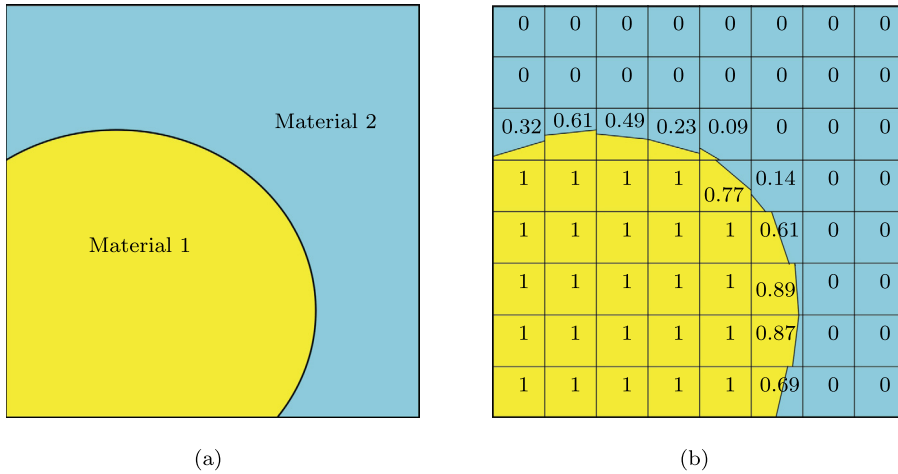 Material 2
Material 1
(a)
0 0 0 0 0 0 0 0
0 0 0 0 0 0 0 0
0.32 0.61 0.49 0.23 0.09 0 0 0
1 1 1 1 0.77 0.14 0 0
1 1 1 1 1 0.61 0 0
1 1 1 1 1 0.89 0 0
1 1 1 1 1 0.87 0 0
1 1 1 1 1 0.69 0 0
(b)